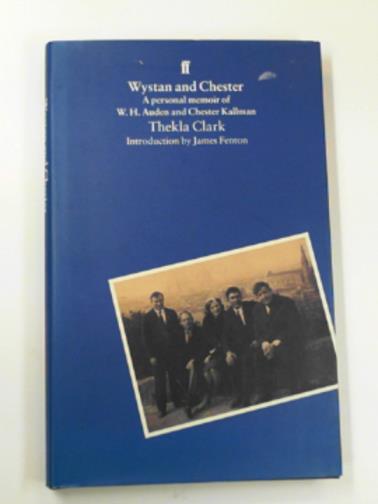 ff
Wystan and Chester
A personal memoir of
W. H. Auden and Chester Kallman
Thekla Clark
Introduction by James Fenton